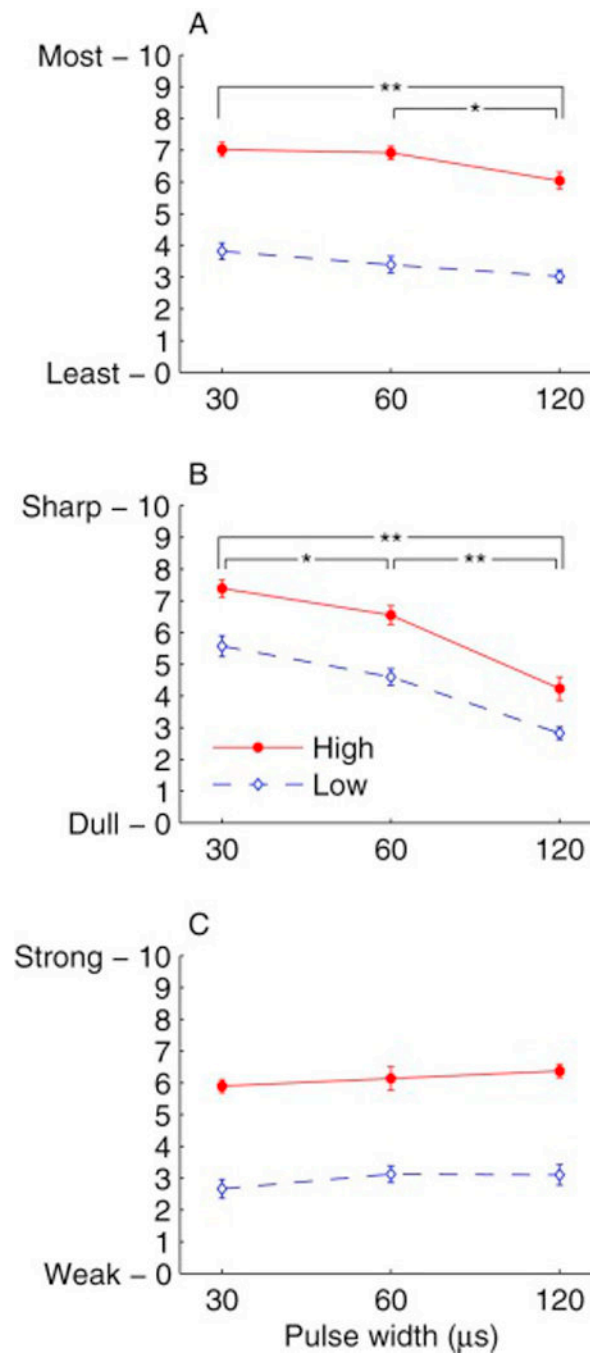 A
Most – 10
9
**
8
*
7
6
5
4
3
2
1
Least – 0
30 60 120
B
Sharp – 10
9
**
8
* **
7
6
5
4
3
2
High
1
Low
Dull – 0
30 60 120
C
Strong – 10
9
8
7
6
5
4
3
2
1
Weak – 0
30 60 120
Pulse width (μs)